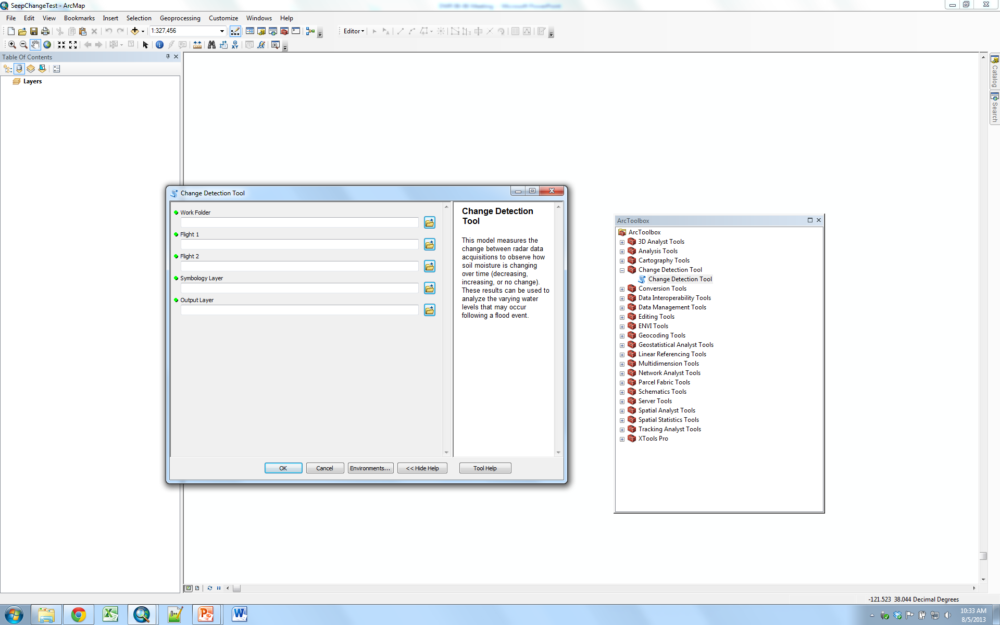 SeepChangeTest - ArcMap
File Edit View Bookmarks Insert Selection Geoprocessing Customize Windows Help
1:327,456
Editor
Table Of Contents
Layers
Catalog
Search
Change Detection Tool
Work Folder
Flight 1
Flight 2
Symbology Layer
Output Layer
Change Detection
Tool
This model measures the
change between radar data
acquisitions to observe how
soil moisture is changing
over time (decreasing,
increasing, or no change).
These results can be used to
analyze the varying water
levels that may occur
following a flood event.
OK Cancel Environments... << Hide Help Tool Help
ArcToolbox
ArcToolbox
3D Analyst Tools
Analysis Tools
Cartography Tools
Change Detection Tool
Change Detection Tool
Conversion Tools
Data Interoperability Tools
Data Management Tools
Editing Tools
ENVI Tools
Geocoding Tools
Geostatistical Analyst Tools
Linear Referencing Tools
Multidimension Tools
Network Analyst Tools
Parcel Fabric Tools
Schematics Tools
Server Tools
Spatial Analyst Tools
Spatial Statistics Tools
Tracking Analyst Tools
XTools Pro
-121.523 38.044 Decimal Degrees
10:33 AM
8/5/2013